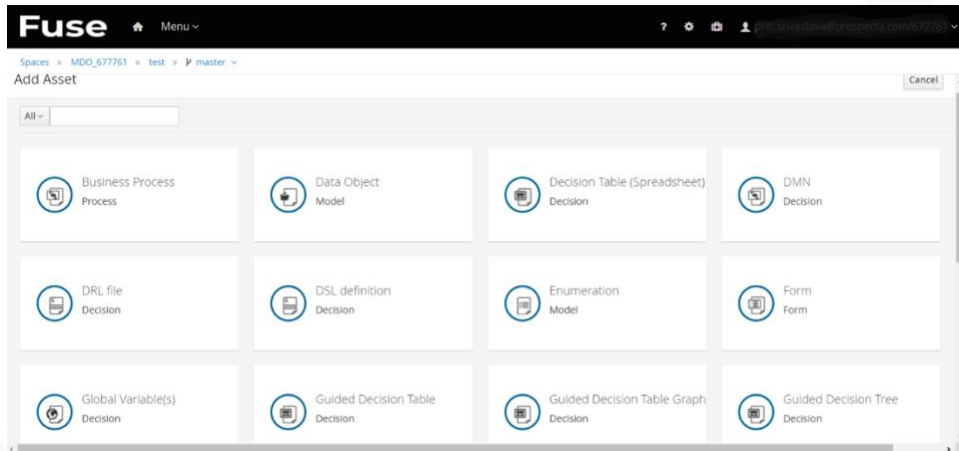 Fuse Menu ?
Spaces » MDO_677761 » test » master
Add Asset Cancel
All
Business Process Data Object Decision Table (Spreadsheet) DMN
Process Model Decision Decision
DRL file DSL definition Enumeration Form
Decision Decision Model Form
Global Variable(s) Guided Decision Table Guided Decision Table Graph Guided Decision Tree
Decision Decision Decision Decision